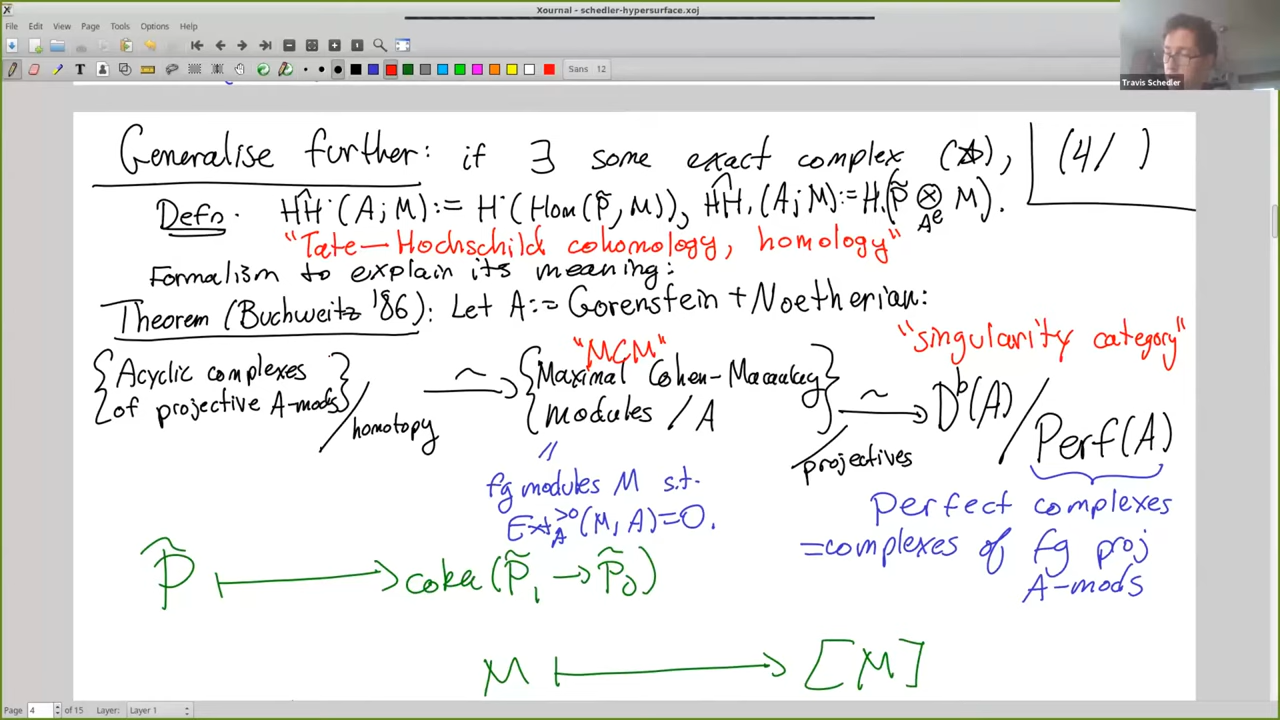 Xournal - schedler-hypersurface.xoj
File Edit View Page Tools Options Help
Sans 12
Travis Schedler
Generalise further: if ∃ some exact complex (☆), (4/ )
Defn. HĤ˙(A;M) := H˙(Hom(P̃,M)), HĤ.(A;M) := H.(P̃ ⊗_{A^e} M).
"Tate—Hochschild cohomology, homology"
Formalism to explain its meaning:
Theorem (Buchweitz '86): Let A := Gorenstein + Noetherian:
"MCM" "singularity category"
{Acyclic complexes of projective A-mods} / homotopy ⥲ {Maximal Cohen-Macaulay modules / A} / projectives ⥲ D^b(A) / Perf(A)
"
fg modules M s.t.
Ext_A^{>0}(M, A) = 0.
Perfect complexes
= complexes of fg proj
A-mods
P̃ ↦ coker(P̃₁ → P̃₀)
M ↦ [M]
Page 4 of 15 Layer: Layer 1